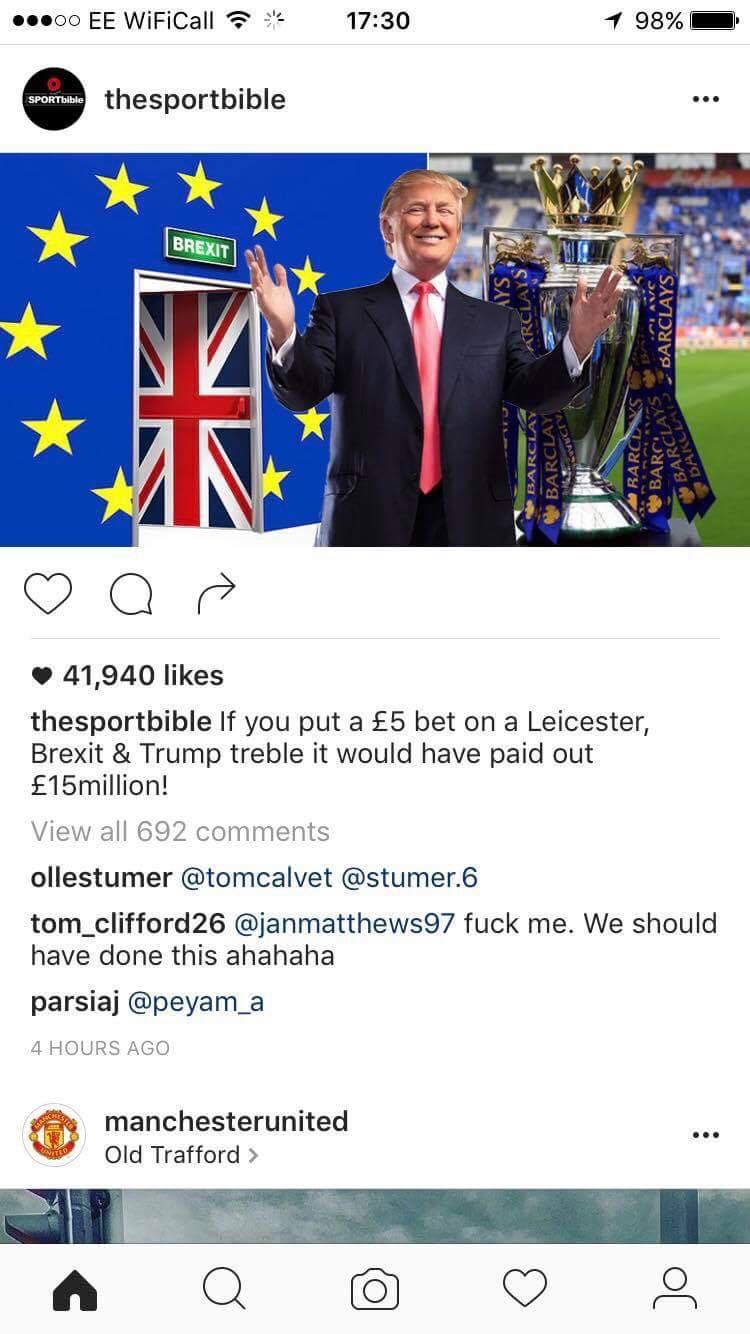 EE WiFiCall 17:30 98%
SPORTbible
thesportbible
BREXIT
BARCLAYS
BARCLAYS
BARCLAYS
BARCLAYS
BARCLAYS
BARCLAYS
41,940 likes
thesportbible If you put a £5 bet on a Leicester,
Brexit & Trump treble it would have paid out
£15million!
View all 692 comments
ollestumer @tomcalvet @stumer.6
tom_clifford26 @janmatthews97 fuck me. We should
have done this ahahaha
parsiaj @peyam_a
4 HOURS AGO
MANCHESTER
UNITED
manchesterunited
Old Trafford >